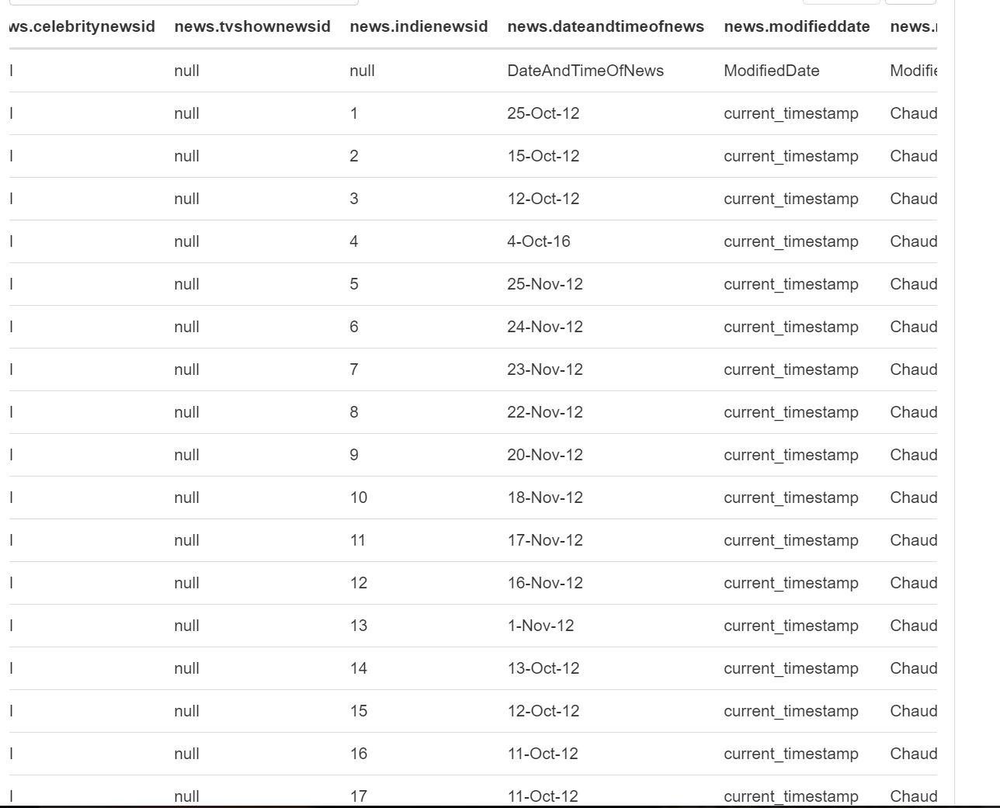 ws.celebritynewsid news.tvshownewsid news.indienewsid news.dateandtimeofnews news.modifieddate news.
l null null DateAndTimeOfNews ModifiedDate Modifie
l null 1 25-Oct-12 current_timestamp Chaud
l null 2 15-Oct-12 current_timestamp Chaud
l null 3 12-Oct-12 current_timestamp Chaud
l null 4 4-Oct-16 current_timestamp Chaud
l null 5 25-Nov-12 current_timestamp Chaud
l null 6 24-Nov-12 current_timestamp Chaud
l null 7 23-Nov-12 current_timestamp Chaud
l null 8 22-Nov-12 current_timestamp Chaud
l null 9 20-Nov-12 current_timestamp Chaud
l null 10 18-Nov-12 current_timestamp Chaud
l null 11 17-Nov-12 current_timestamp Chaud
l null 12 16-Nov-12 current_timestamp Chaud
l null 13 1-Nov-12 current_timestamp Chaud
l null 14 13-Oct-12 current_timestamp Chaud
l null 15 12-Oct-12 current_timestamp Chaud
l null 16 11-Oct-12 current_timestamp Chaud
l null 17 11-Oct-12 current_timestamp Chaud